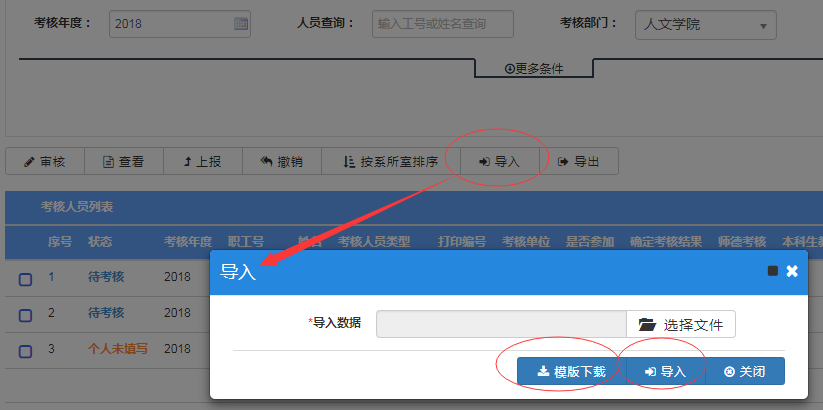 考核年度： 2018 人员查询： 输入工号或姓名查询 考核部门： 人文学院
更多条件
审核 查看 上报 撤销 按系所室排序 导入 导出
考核人员列表
序号 状态 考核年度 职工号 姓名 考核人员类型 打印编号 考核单位 是否参加 确定考核结果 师德考核 本科生教
1 待考核 2018
2 待考核 2018
3 个人未填写 2018
导入
*导入数据 选择文件
模版下载 导入 关闭